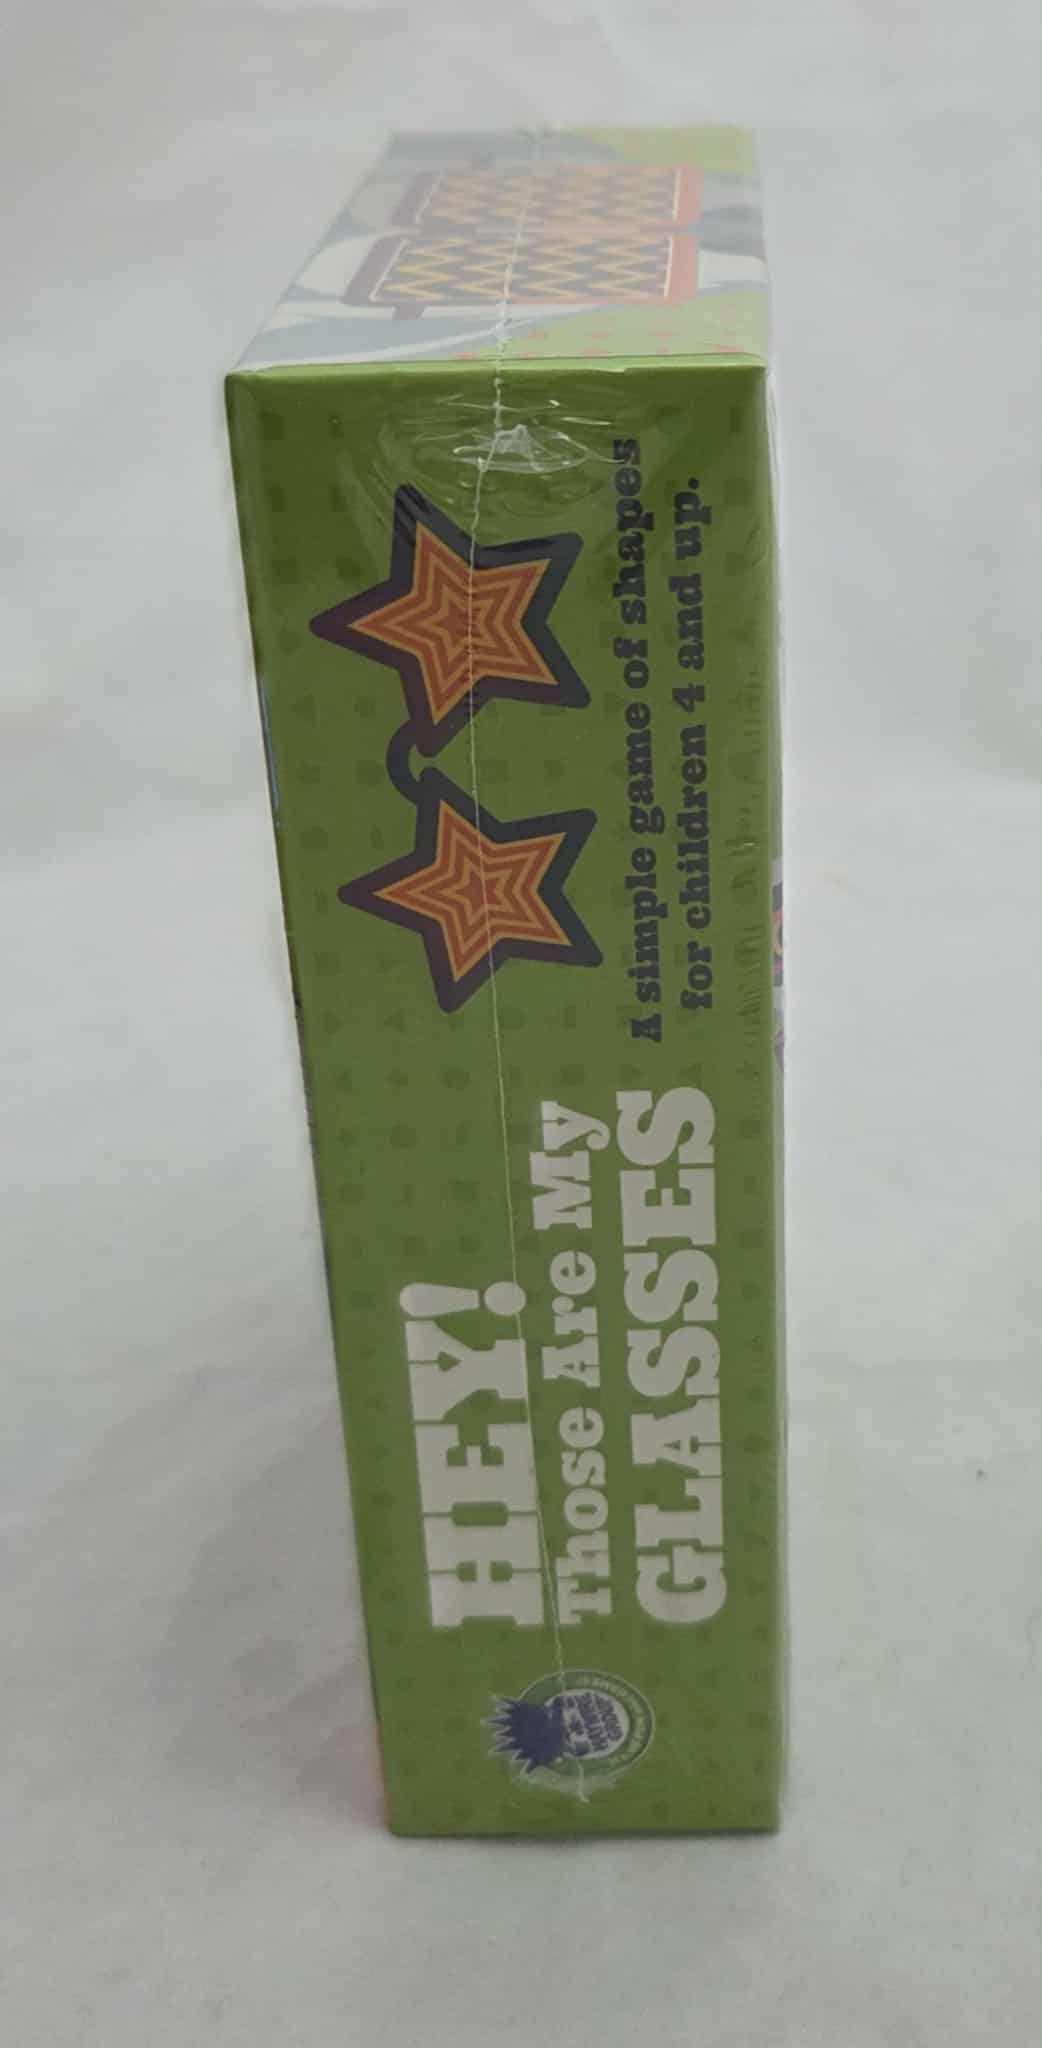 HEY!
Those Are My
GLASSES
A simple game of shapes
for children 4 and up.